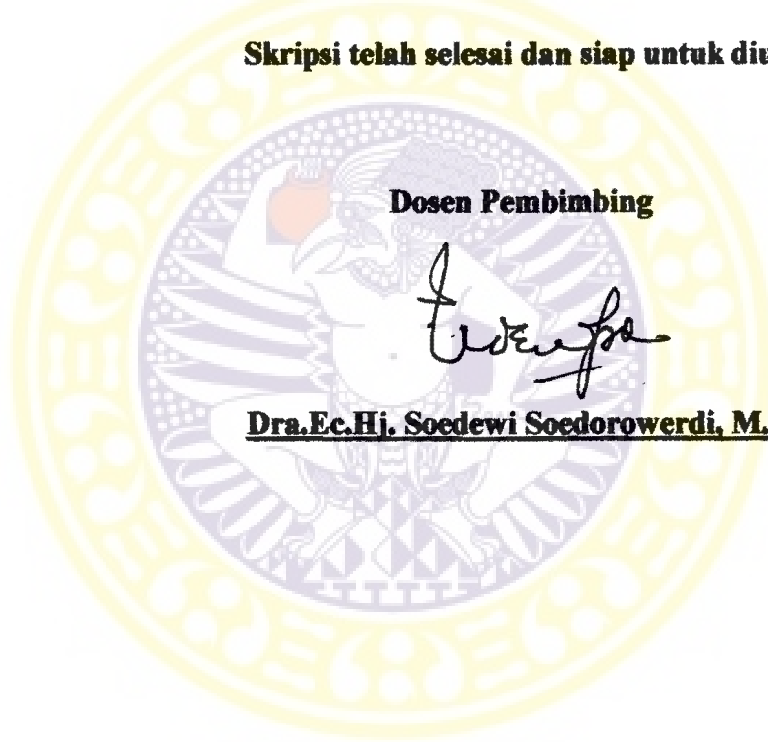 Skripsi telah selesai dan siap untuk diu
Dosen Pembimbing
Dra.Ec.Hj. Soedewi Soedorowerdi, M.